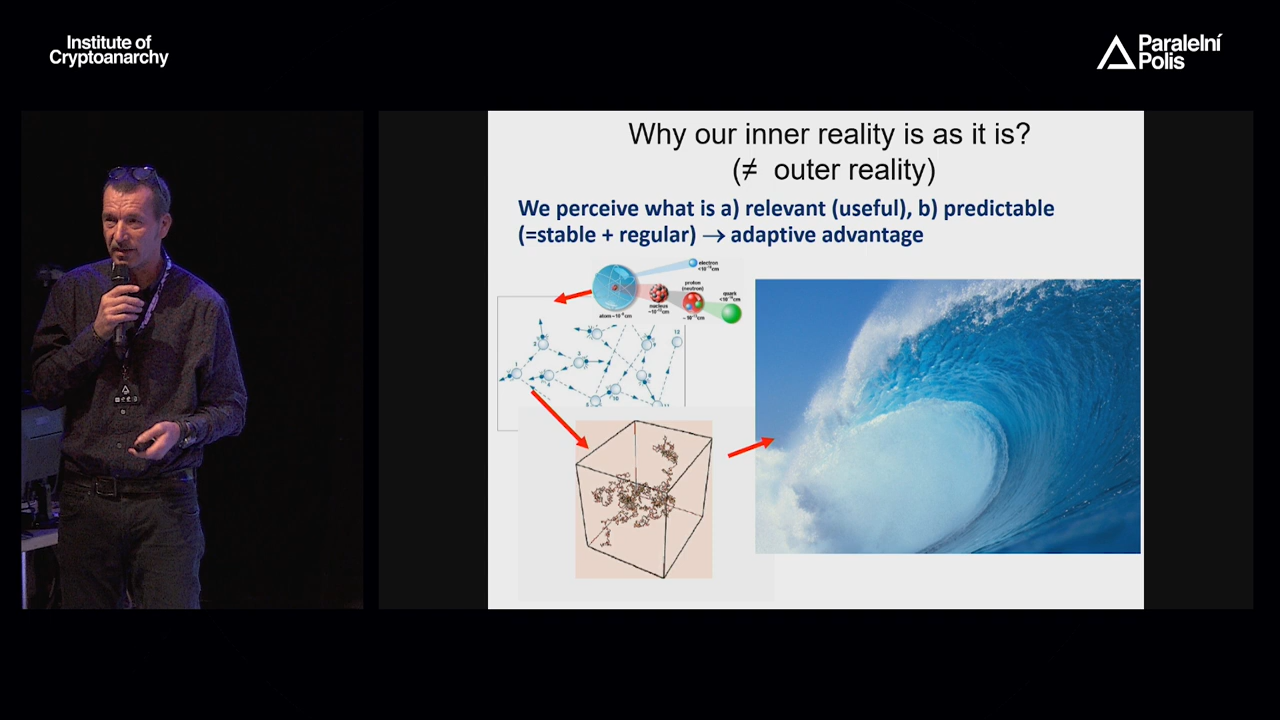 Institute of
Cryptoanarchy
Paralelní
Polis
Why our inner reality is as it is?
(≠ outer reality)
We perceive what is a) relevant (useful), b) predictable
(=stable + regular) → adaptive advantage
electron
proton
(neutron)
quark
nucleus